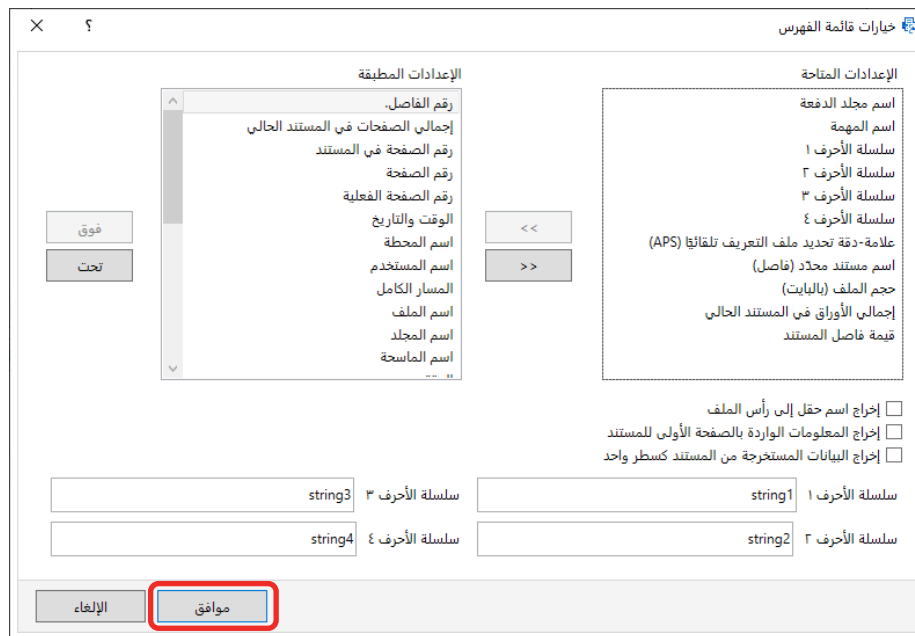 خيارات قائمة الفهرس
؟
الإعدادات المتاحة
اسم مجلد الدفعة
اسم المهمة
سلسلة الأحرف ١
سلسلة الأحرف ٢
سلسلة الأحرف ٣
سلسلة الأحرف ٤
علامة-دقة تحديد ملف التعريف تلقائيًا (APS)
اسم مستند محدّد (فاصل)
حجم الملف (بالبايت)
إجمالي الأوراق في المستند الحالي
قيمة فاصل المستند
<<
>>
الإعدادات المطبقة
رقم الفاصل.
إجمالي الصفحات في المستند الحالي
رقم الصفحة في المستند
رقم الصفحة
رقم الصفحة الفعلية
الوقت والتاريخ
اسم المحطة
اسم المستخدم
المسار الكامل
اسم الملف
اسم المجلد
اسم الماسحة
فوق
تحت
إخراج اسم حقل إلى رأس الملف
إخراج المعلومات الواردة بالصفحة الأولى للمستند
إخراج البيانات المستخرجة من المستند كسطر واحد
سلسلة الأحرف ١ string1
سلسلة الأحرف ٣ string3
سلسلة الأحرف ٢ string2
سلسلة الأحرف ٤ string4
موافق
الإلغاء